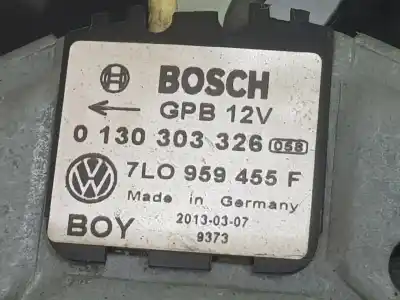 BOSCH
GPB 12V
0 130 303 326 058
7L0 959 455 F
Made in Germany
BOY 2013-03-07
9373